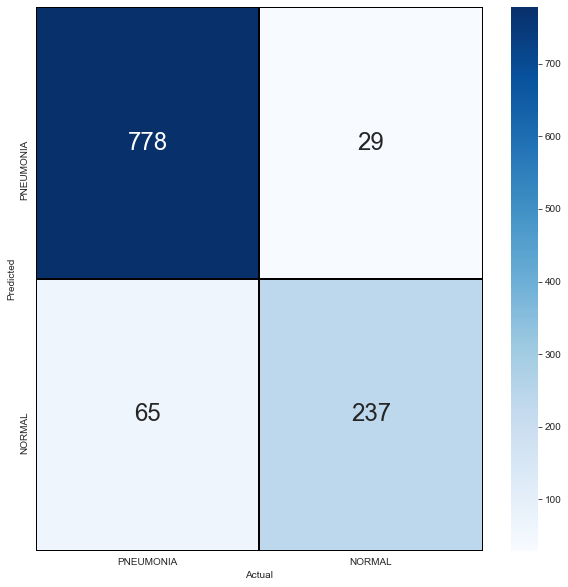 PNEUMONIA
NORMAL
Predicted
778
29
65
237
PNEUMONIA
NORMAL
Actual
700
600
500
400
300
200
100